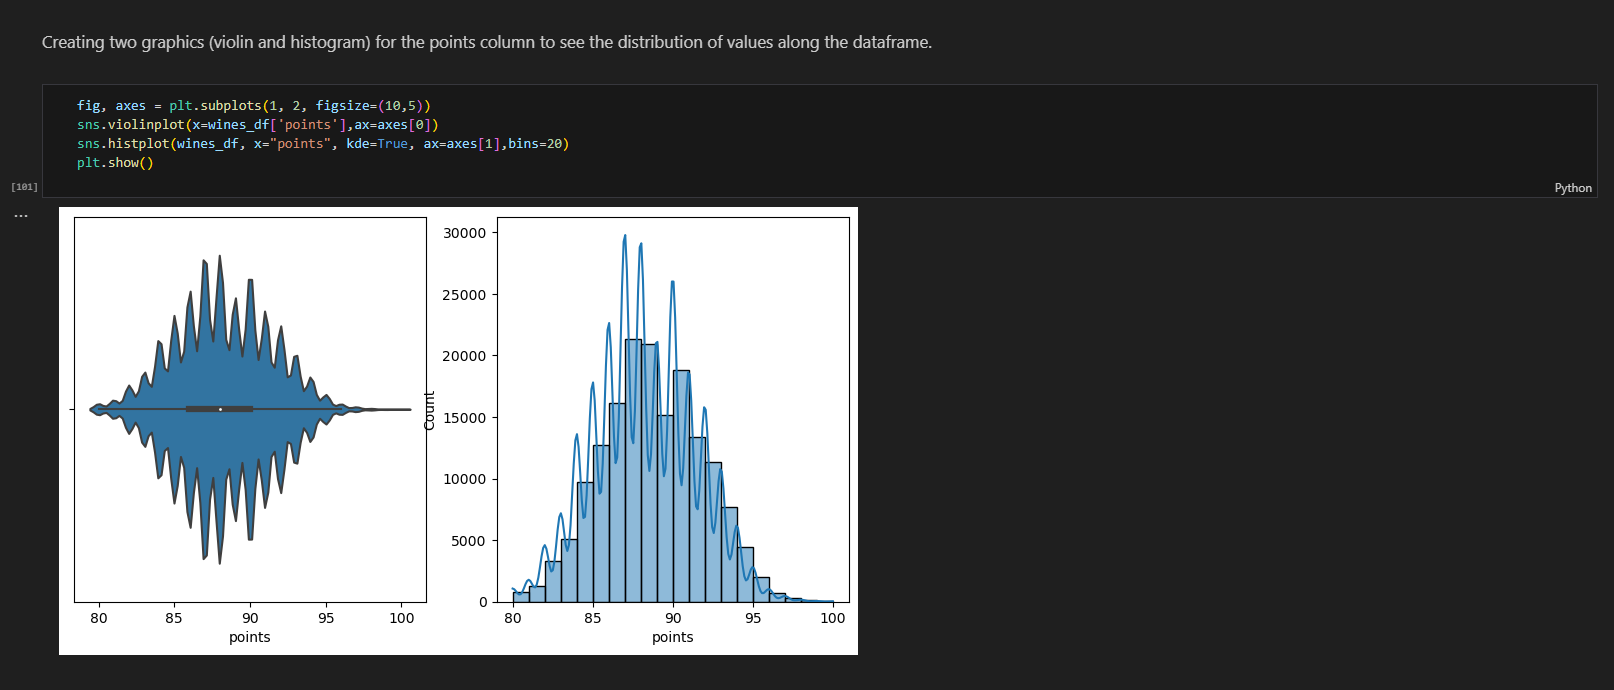 Creating two graphics (violin and histogram) for the points column to see the distribution of values along the dataframe.
fig, axes = plt.subplots(1, 2, figsize=(10,5))
sns.violinplot(x=wines_df['points'],ax=axes[0])
sns.histplot(wines_df, x="points", kde=True, ax=axes[1],bins=20)
plt.show()
[101]
Python
...
80 85 90 95 100
points
Count
30000
25000
20000
15000
10000
5000
0
80 85 90 95 100
points